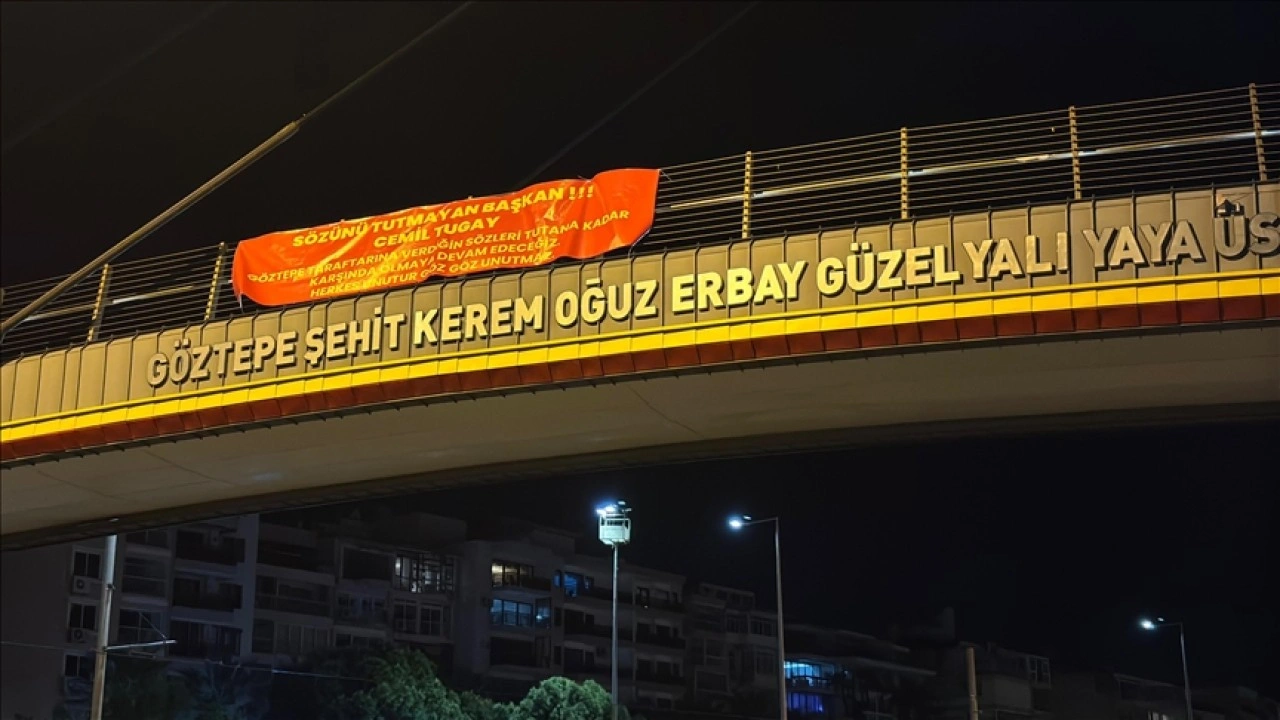 SÖZÜNÜ TUTMAYAN BAŞKAN !!!
CEMİL TUGAY
GÖZTEPE TARAFTARINA VERDİĞİN SÖZLERİ TUTANA KADAR
KARŞINDA OLMAYA DEVAM EDECEĞİZ.
HERKES UNUTUR GÖZ GÖZ UNUTMAZ
GÖZTEPE ŞEHİT KEREM OĞUZ ERBAY GÜZELYALI YAYA ÜS